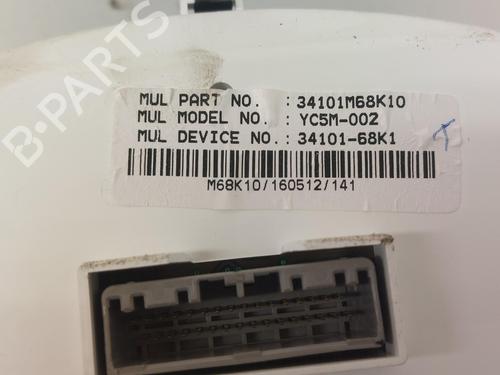 MUL PART NO. : 34101M68K10
MUL MODEL NO. : YC5M-002
MUL DEVICE NO.: 34101-68K1
M68K10/160512/141
B-PARTS